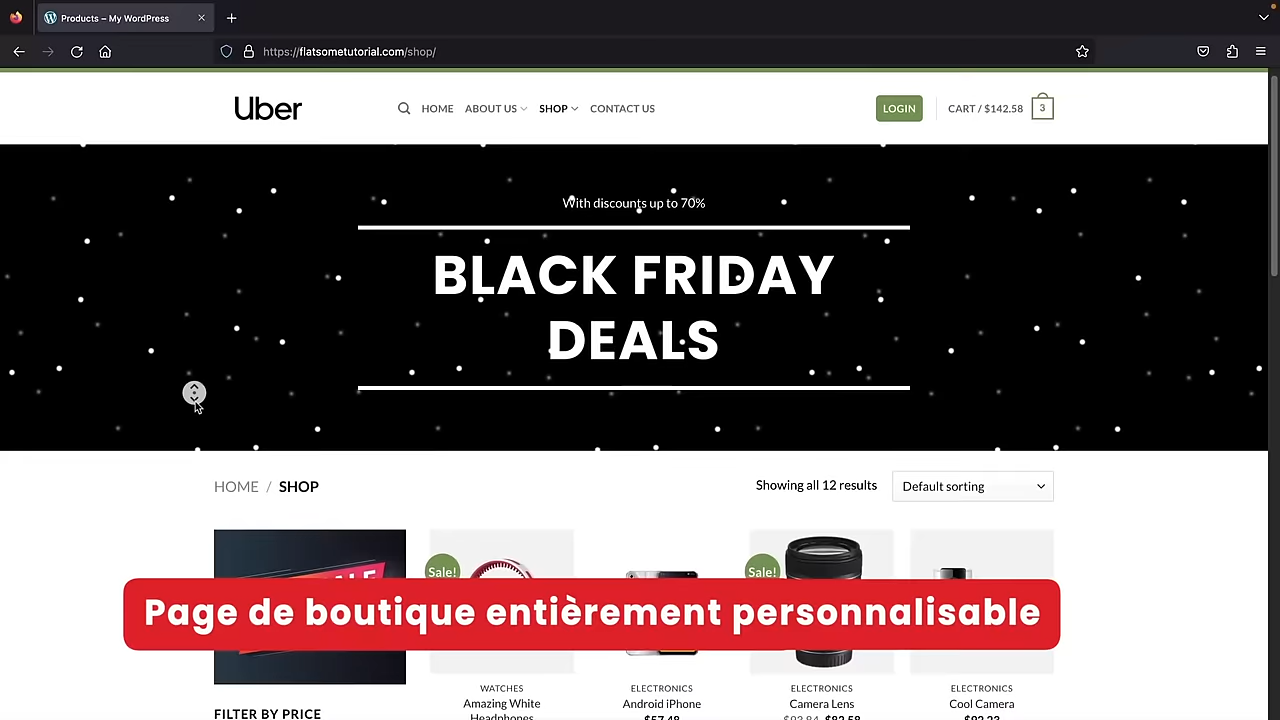 Products – My WordPress
https://flatsometutorial.com/shop/
Uber
HOME
ABOUT US
SHOP
CONTACT US
LOGIN
CART / $142.58
3
With discounts up to 70%
BLACK FRIDAY
DEALS
HOME / SHOP
Showing all 12 results
Default sorting
Sale!
Sale!
Page de boutique entièrement personnalisable
WATCHES
Amazing White
Headphones
ELECTRONICS
Android iPhone
$57.48
ELECTRONICS
Camera Lens
$93.84 $82.58
ELECTRONICS
Cool Camera
$92.23
FILTER BY PRICE